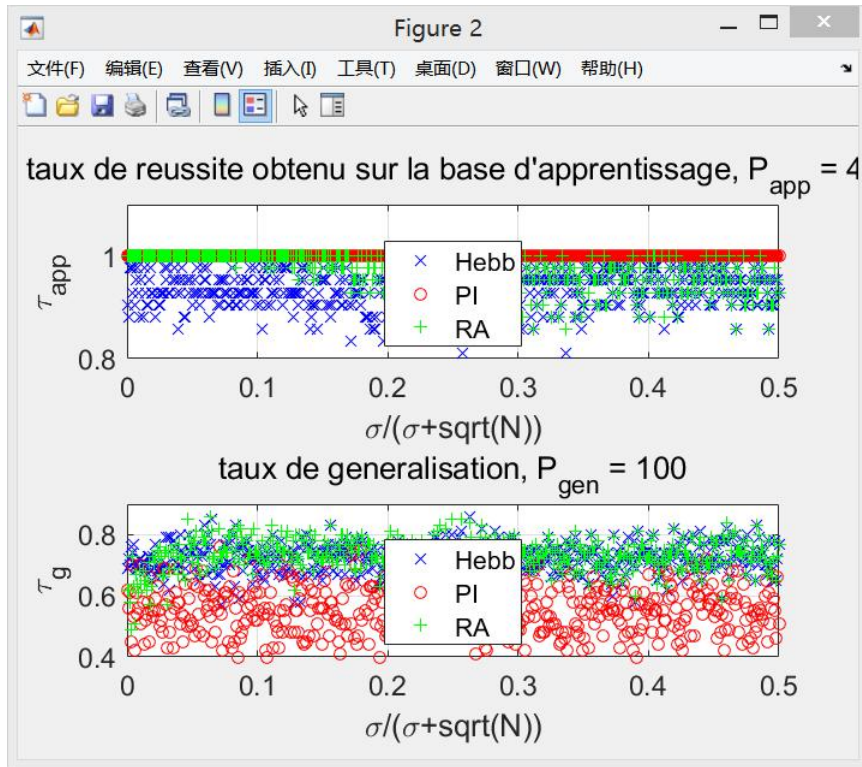 Figure 2
文件(F) 编辑(E) 查看(V) 插入(I) 工具(T) 桌面(D) 窗口(W) 帮助(H)
taux de reussite obtenu sur la base d'apprentissage, P_app = 4
τ_app
1
0.8
Hebb
PI
RA
0 0.1 0.2 0.3 0.4 0.5
σ/(σ+sqrt(N))
taux de generalisation, P_gen = 100
τ_g
0.8
0.6
0.4
Hebb
PI
RA
0 0.1 0.2 0.3 0.4 0.5
σ/(σ+sqrt(N))